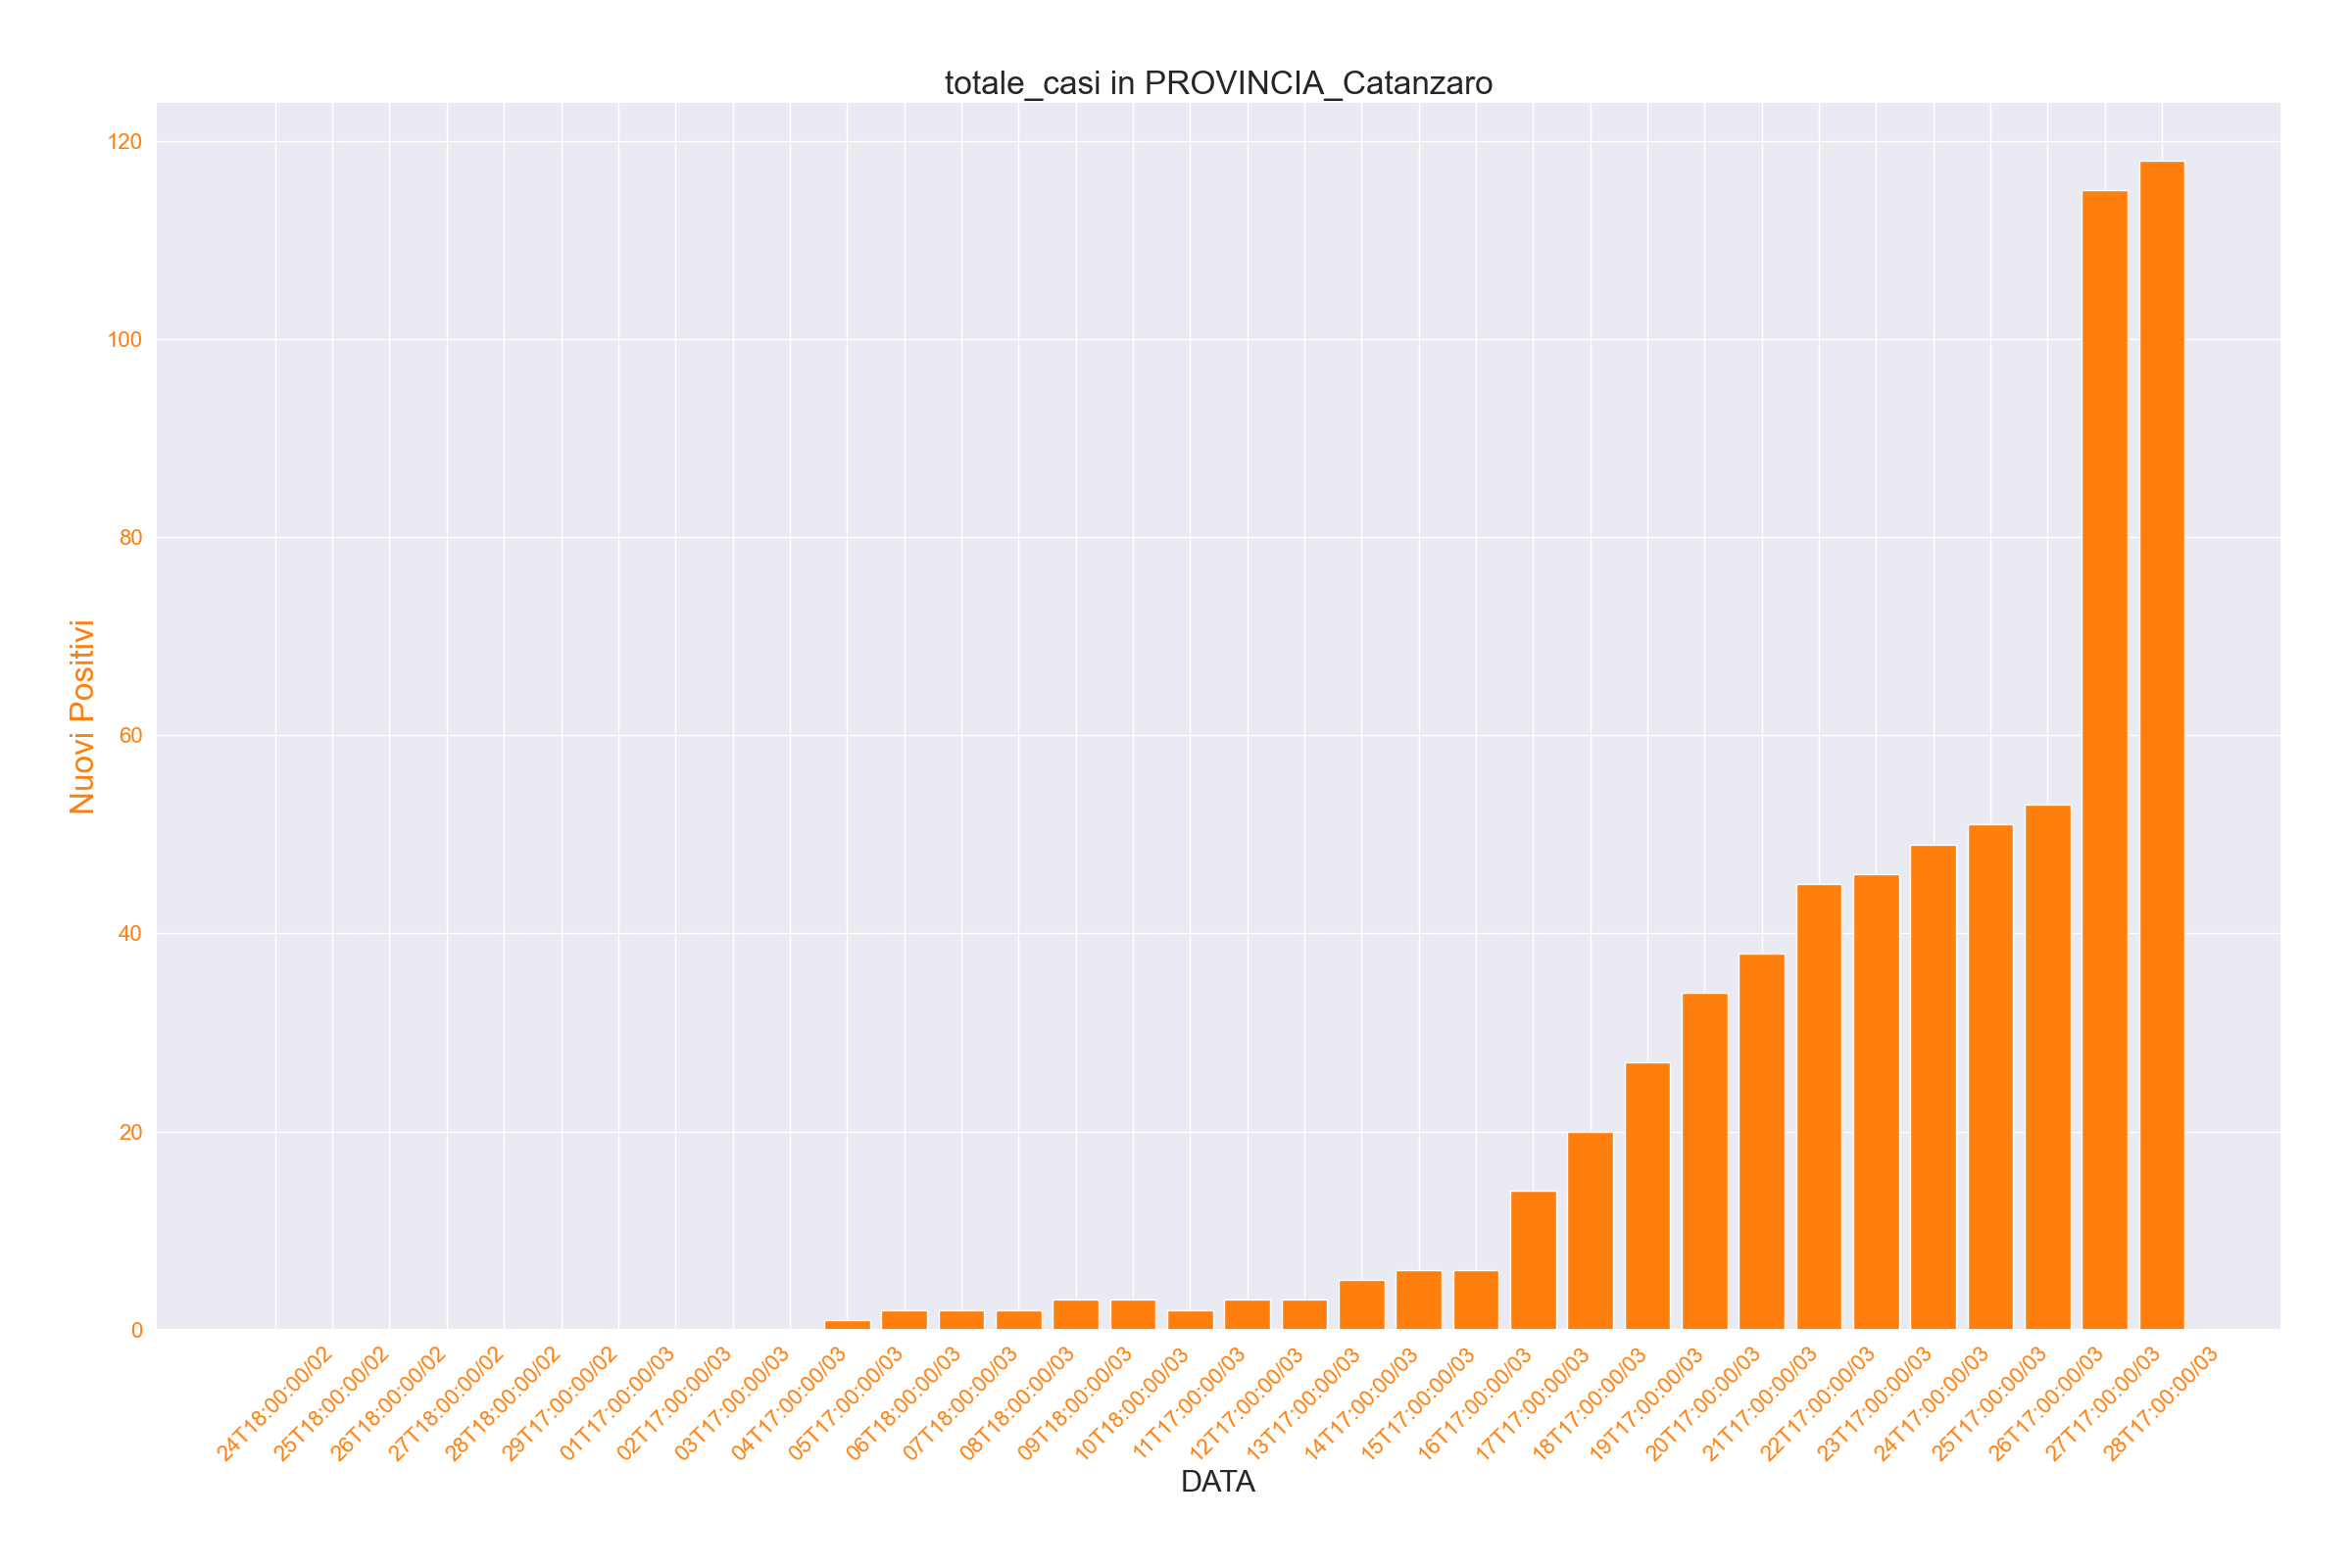 totale_casi in PROVINCIA_Catanzaro
120
100
80
60
40
20
0
Nuovi Positivi
24T18:00:00/02
25T18:00:00/02
26T18:00:00/02
27T18:00:00/02
28T18:00:00/02
29T17:00:00/02
01T17:00:00/03
02T17:00:00/03
03T17:00:00/03
04T17:00:00/03
05T17:00:00/03
06T18:00:00/03
07T18:00:00/03
08T18:00:00/03
09T18:00:00/03
10T18:00:00/03
11T17:00:00/03
12T17:00:00/03
13T17:00:00/03
14T17:00:00/03
15T17:00:00/03
16T17:00:00/03
17T17:00:00/03
18T17:00:00/03
19T17:00:00/03
20T17:00:00/03
21T17:00:00/03
22T17:00:00/03
23T17:00:00/03
24T17:00:00/03
25T17:00:00/03
26T17:00:00/03
27T17:00:00/03
28T17:00:00/03
DATA